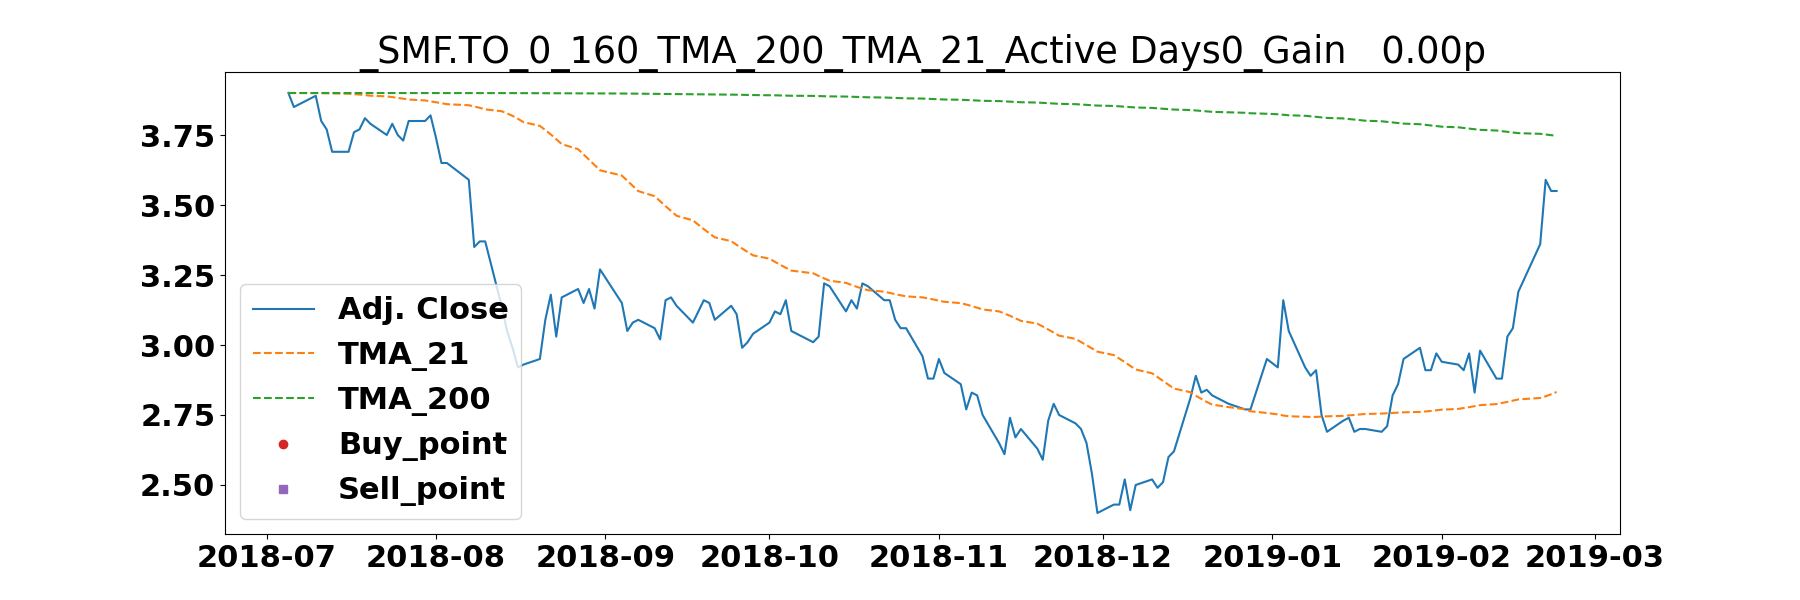 _SMF.TO_0_160_TMA_200_TMA_21_Active Days0_Gain   0.00p
3.75
3.50
3.25
3.00
2.75
2.50
Adj. Close
TMA_21
TMA_200
Buy_point
Sell_point
2018-07 2018-08 2018-09 2018-10 2018-11 2018-12 2019-01 2019-02 2019-03